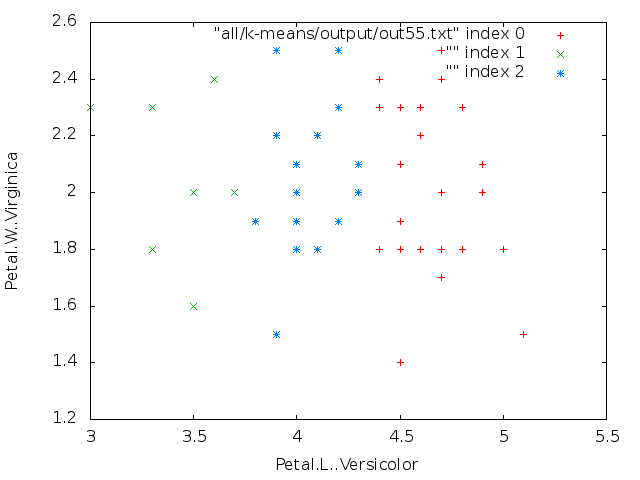 2.6
2.4
2.2
2
1.8
1.6
1.4
1.2
3
3.5
4
4.5
5
5.5
Petal.W..Virginica
Petal.L..Versicolor
"all/k-means/output/out55.txt" index 0
"" index 1
"" index 2